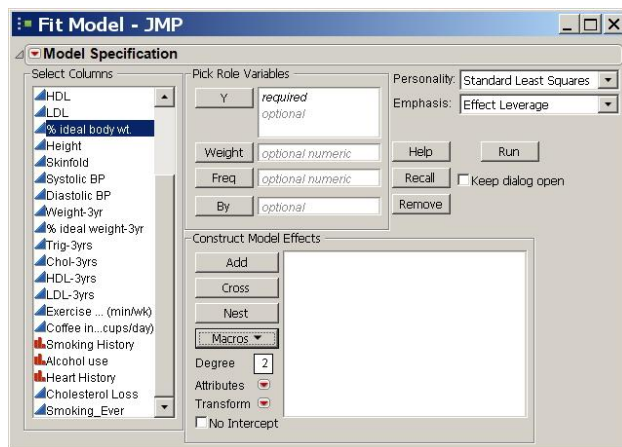 Fit Model - JMP
Model Specification
Select Columns
HDL
LDL
% ideal body wt.
Height
Skinfold
Systolic BP
Diastolic BP
Weight-3yr
% ideal weight-3yr
Trig-3yrs
Chol-3yrs
HDL-3yrs
LDL-3yrs
Exercise ... (min/wk)
Coffee in...cups/day)
Smoking History
Alcohol use
Heart History
Cholesterol Loss
Smoking_Ever
Pick Role Variables
Y
required
optional
Weight
optional numeric
Freq
optional numeric
By
optional
Personality: Standard Least Squares
Emphasis: Effect Leverage
Help
Run
Recall
Keep dialog open
Remove
Construct Model Effects
Add
Cross
Nest
Macros
Degree 2
Attributes
Transform
No Intercept